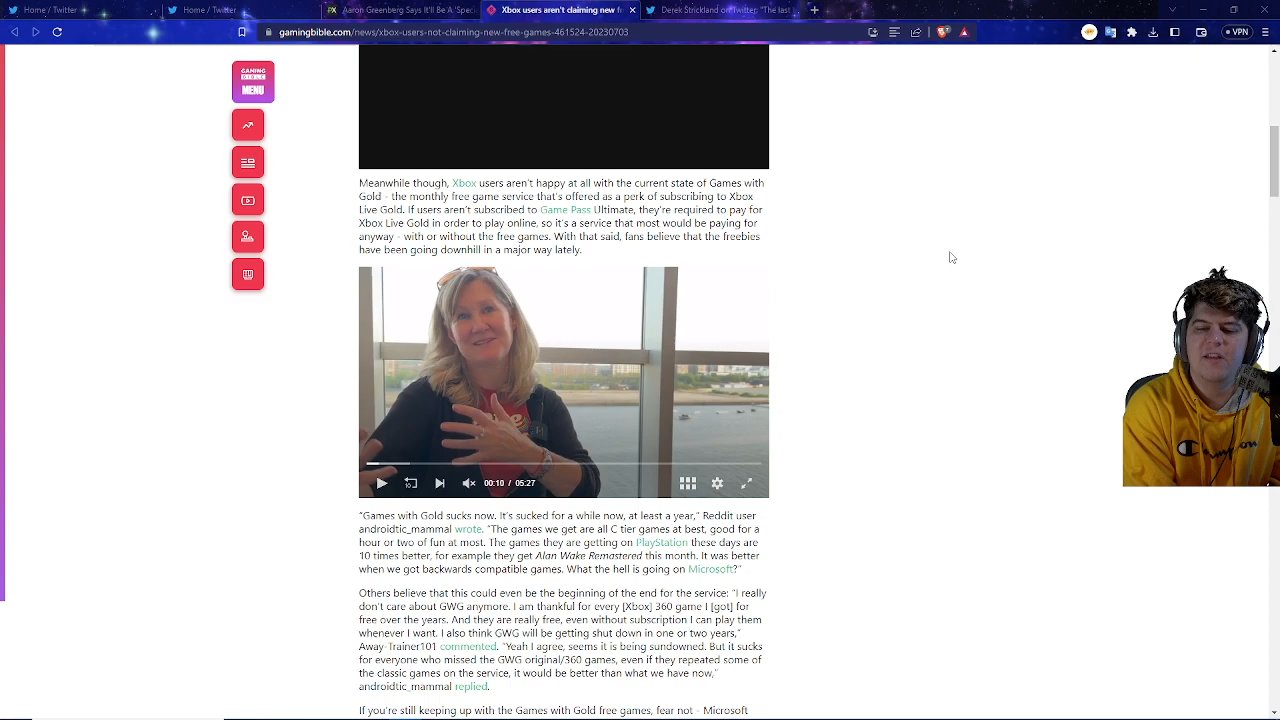 Home / Twitter
Home / Twitter
Aaron Greenberg Says It'll Be A 'Speci
Xbox users aren't claiming new fr
Derek Strickland on Twitter: "The last
gamingbible.com/news/xbox-users-not-claiming-new-free-games-461524-20230703
VPN
GAMING
BIBLE
MENU
Meanwhile though, Xbox users aren't happy at all with the current state of Games with
Gold - the monthly free game service that's offered as a perk of subscribing to Xbox
Live Gold. If users aren't subscribed to Game Pass Ultimate, they're required to pay for
Xbox Live Gold in order to play online, so it's a service that most would be paying for
anyway - with or without the free games. With that said, fans believe that the freebies
have been going downhill in a major way lately.
10
00:10 / 05:27
Champion
“Games with Gold sucks now. It's sucked for a while now, at least a year,” Reddit user
androidtic_mammal wrote. “The games we get are all C tier games at best, good for a
hour or two of fun at most. The games they are getting on PlayStation these days are
10 times better, for example they get Alan Wake Remastered this month. It was better
when we got backwards compatible games. What the hell is going on Microsoft?”
Others believe that this could even be the beginning of the end for the service: “I really
don't care about GWG anymore. I am thankful for every [Xbox] 360 game I [got] for
free over the years. And they are really free, even without subscription I can play them
whenever I want. I also think GWG will be getting shut down in one or two years,”
Away-Trainer101 commented. “Yeah I agree, seems it is being sundowned. But it sucks
for everyone who missed the GWG original/360 games, even if they repeated some of
the classic games on the service, it would be better than what we have now,”
androidtic_mammal replied.
If you're still keeping up with the Games with Gold free games, fear not - Microsoft